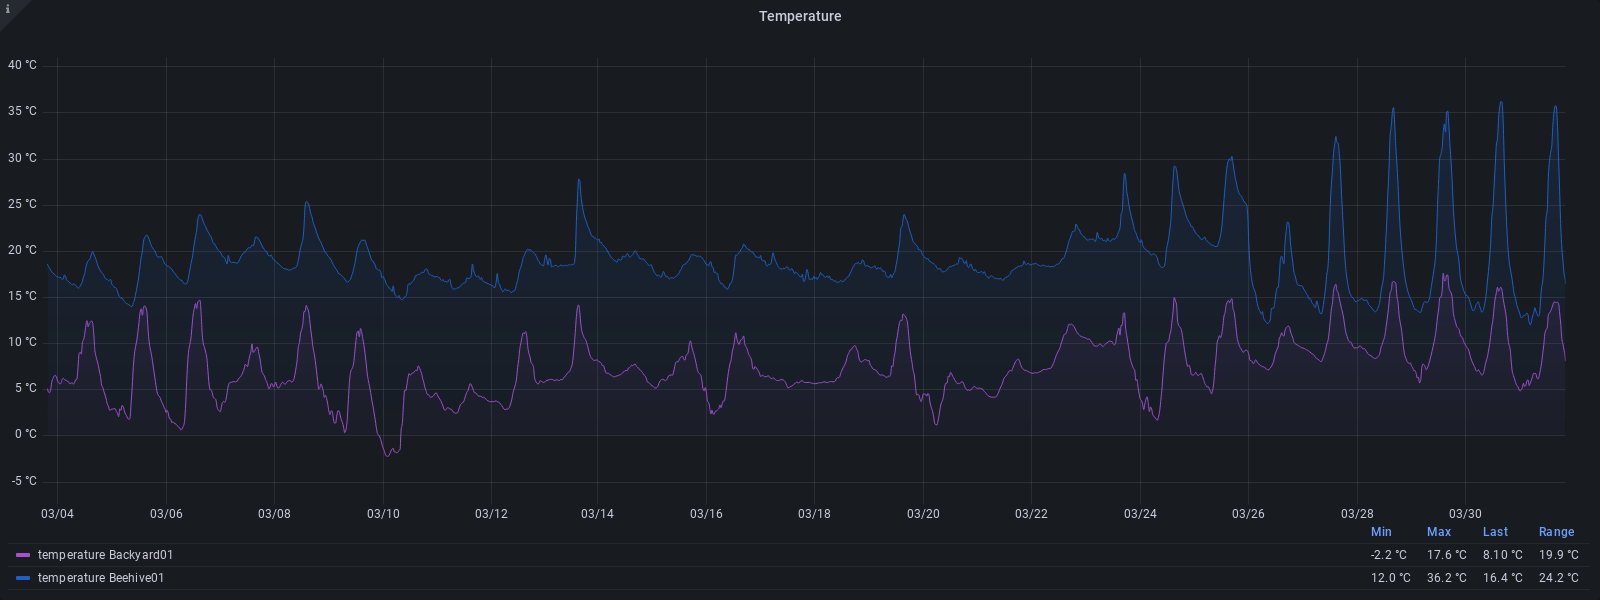 i
Temperature
40 °C
35 °C
30 °C
25 °C
20 °C
15 °C
10 °C
5 °C
0 °C
-5 °C
03/04 03/06 03/08 03/10 03/12 03/14 03/16 03/18 03/20 03/22 03/24 03/26 03/28 03/30
Min Max Last Range
temperature Backyard01 -2.2 °C 17.6 °C 8.10 °C 19.9 °C
temperature Beehive01 12.0 °C 36.2 °C 16.4 °C 24.2 °C